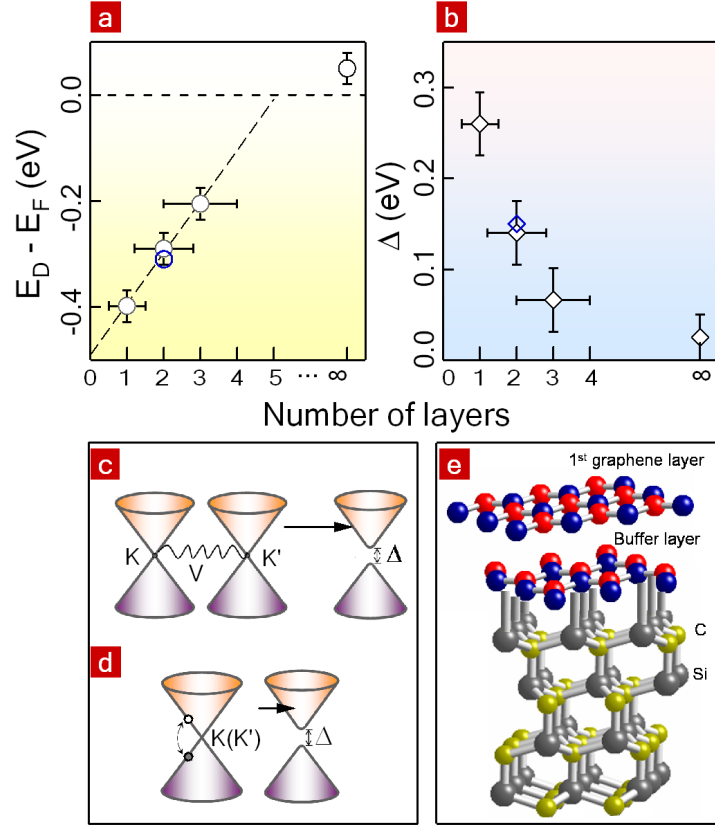 a
b
E_D - E_F (eV)
0.0
-0.2
-0.4
0 1 2 3 4 5 ... ∞
Δ (eV)
0.3
0.2
0.1
0.0
0 1 2 3 4 ∞
Number of layers
c
K
V
K'
Δ
d
K(K')
Δ
e
1st graphene layer
Buffer layer
C
Si